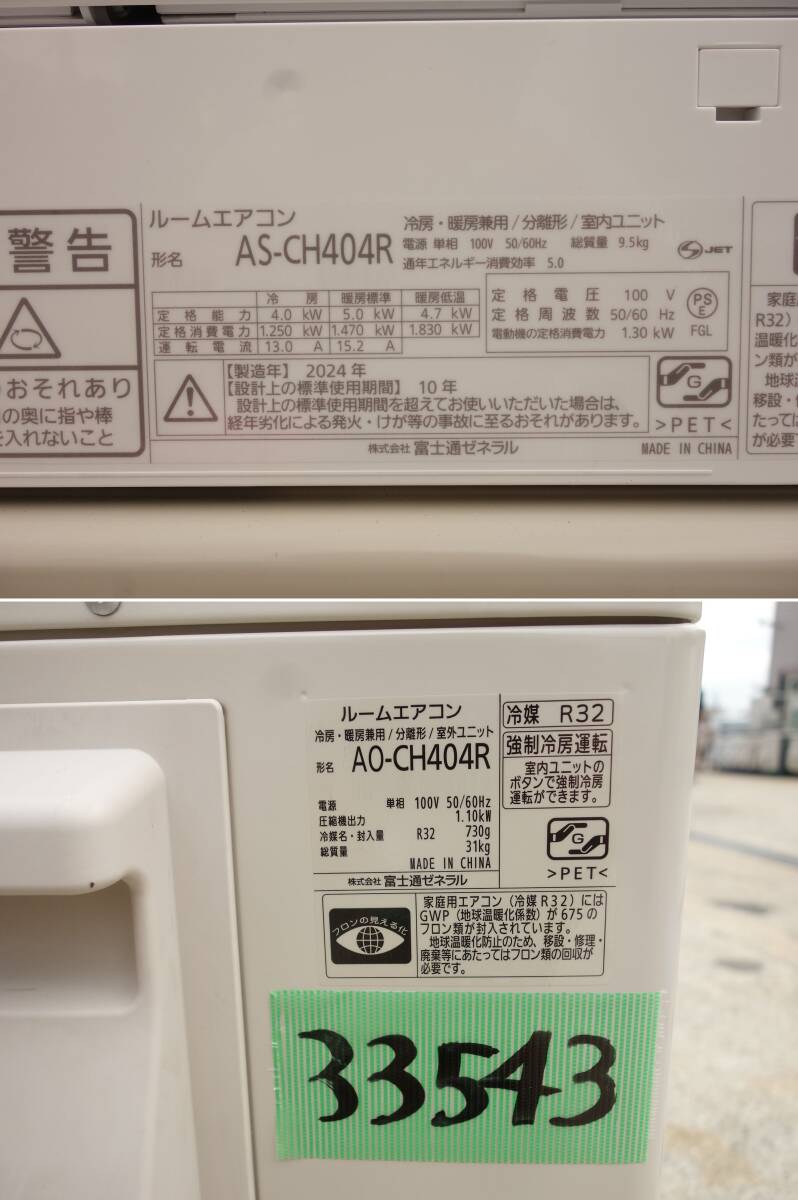 警告
のおそれあり
の奥に指や棒
を入れないこと
ルームエアコン
形名 AS-CH404R
冷房・暖房兼用/分離形/室内ユニット
電源 単相 100V 50/60Hz 総質量 9.5kg
通年エネルギー消費効率 5.0
JET
冷房 暖房標準 暖房低温
定格能力 4.0 kW 5.0 kW 4.7 kW
定格消費電力 1.250 kW 1.470 kW 1.830 kW
運転電流 13.0 A 15.2 A
定格電圧 100 V
定格周波数 50/60 Hz
電動機の定格消費電力 1.30 kW
PS
E
FGL
【製造年】 2024 年
【設計上の標準使用期間】 10 年
設計上の標準使用期間を超えてお使いいただいた場合は、
経年劣化による発火・けが等の事故に至るおそれがあります。
G
>PET<
株式会社 富士通ゼネラル MADE IN CHINA
家庭
R32)
温暖化
ン類が
地球温
移設・
たっては
が必要
ルームエアコン
冷房・暖房兼用/分離形/室外ユニット
形名 AO-CH404R
電源 単相 100V 50/60Hz
圧縮機出力 1.10kW
冷媒名・封入量 R32 730g
総質量 31kg
MADE IN CHINA
株式会社 富士通ゼネラル
冷媒 R32
強制冷房運転
室内ユニットの
ボタンで強制冷房
運転ができます。
G
>PET<
フロンの見える化
家庭用エアコン(冷媒R32)には
GWP(地球温暖化係数)が675の
フロン類が封入されています。
地球温暖化防止のため、移設・修理・
廃棄等にあたってはフロン類の回収が
必要です。
33543